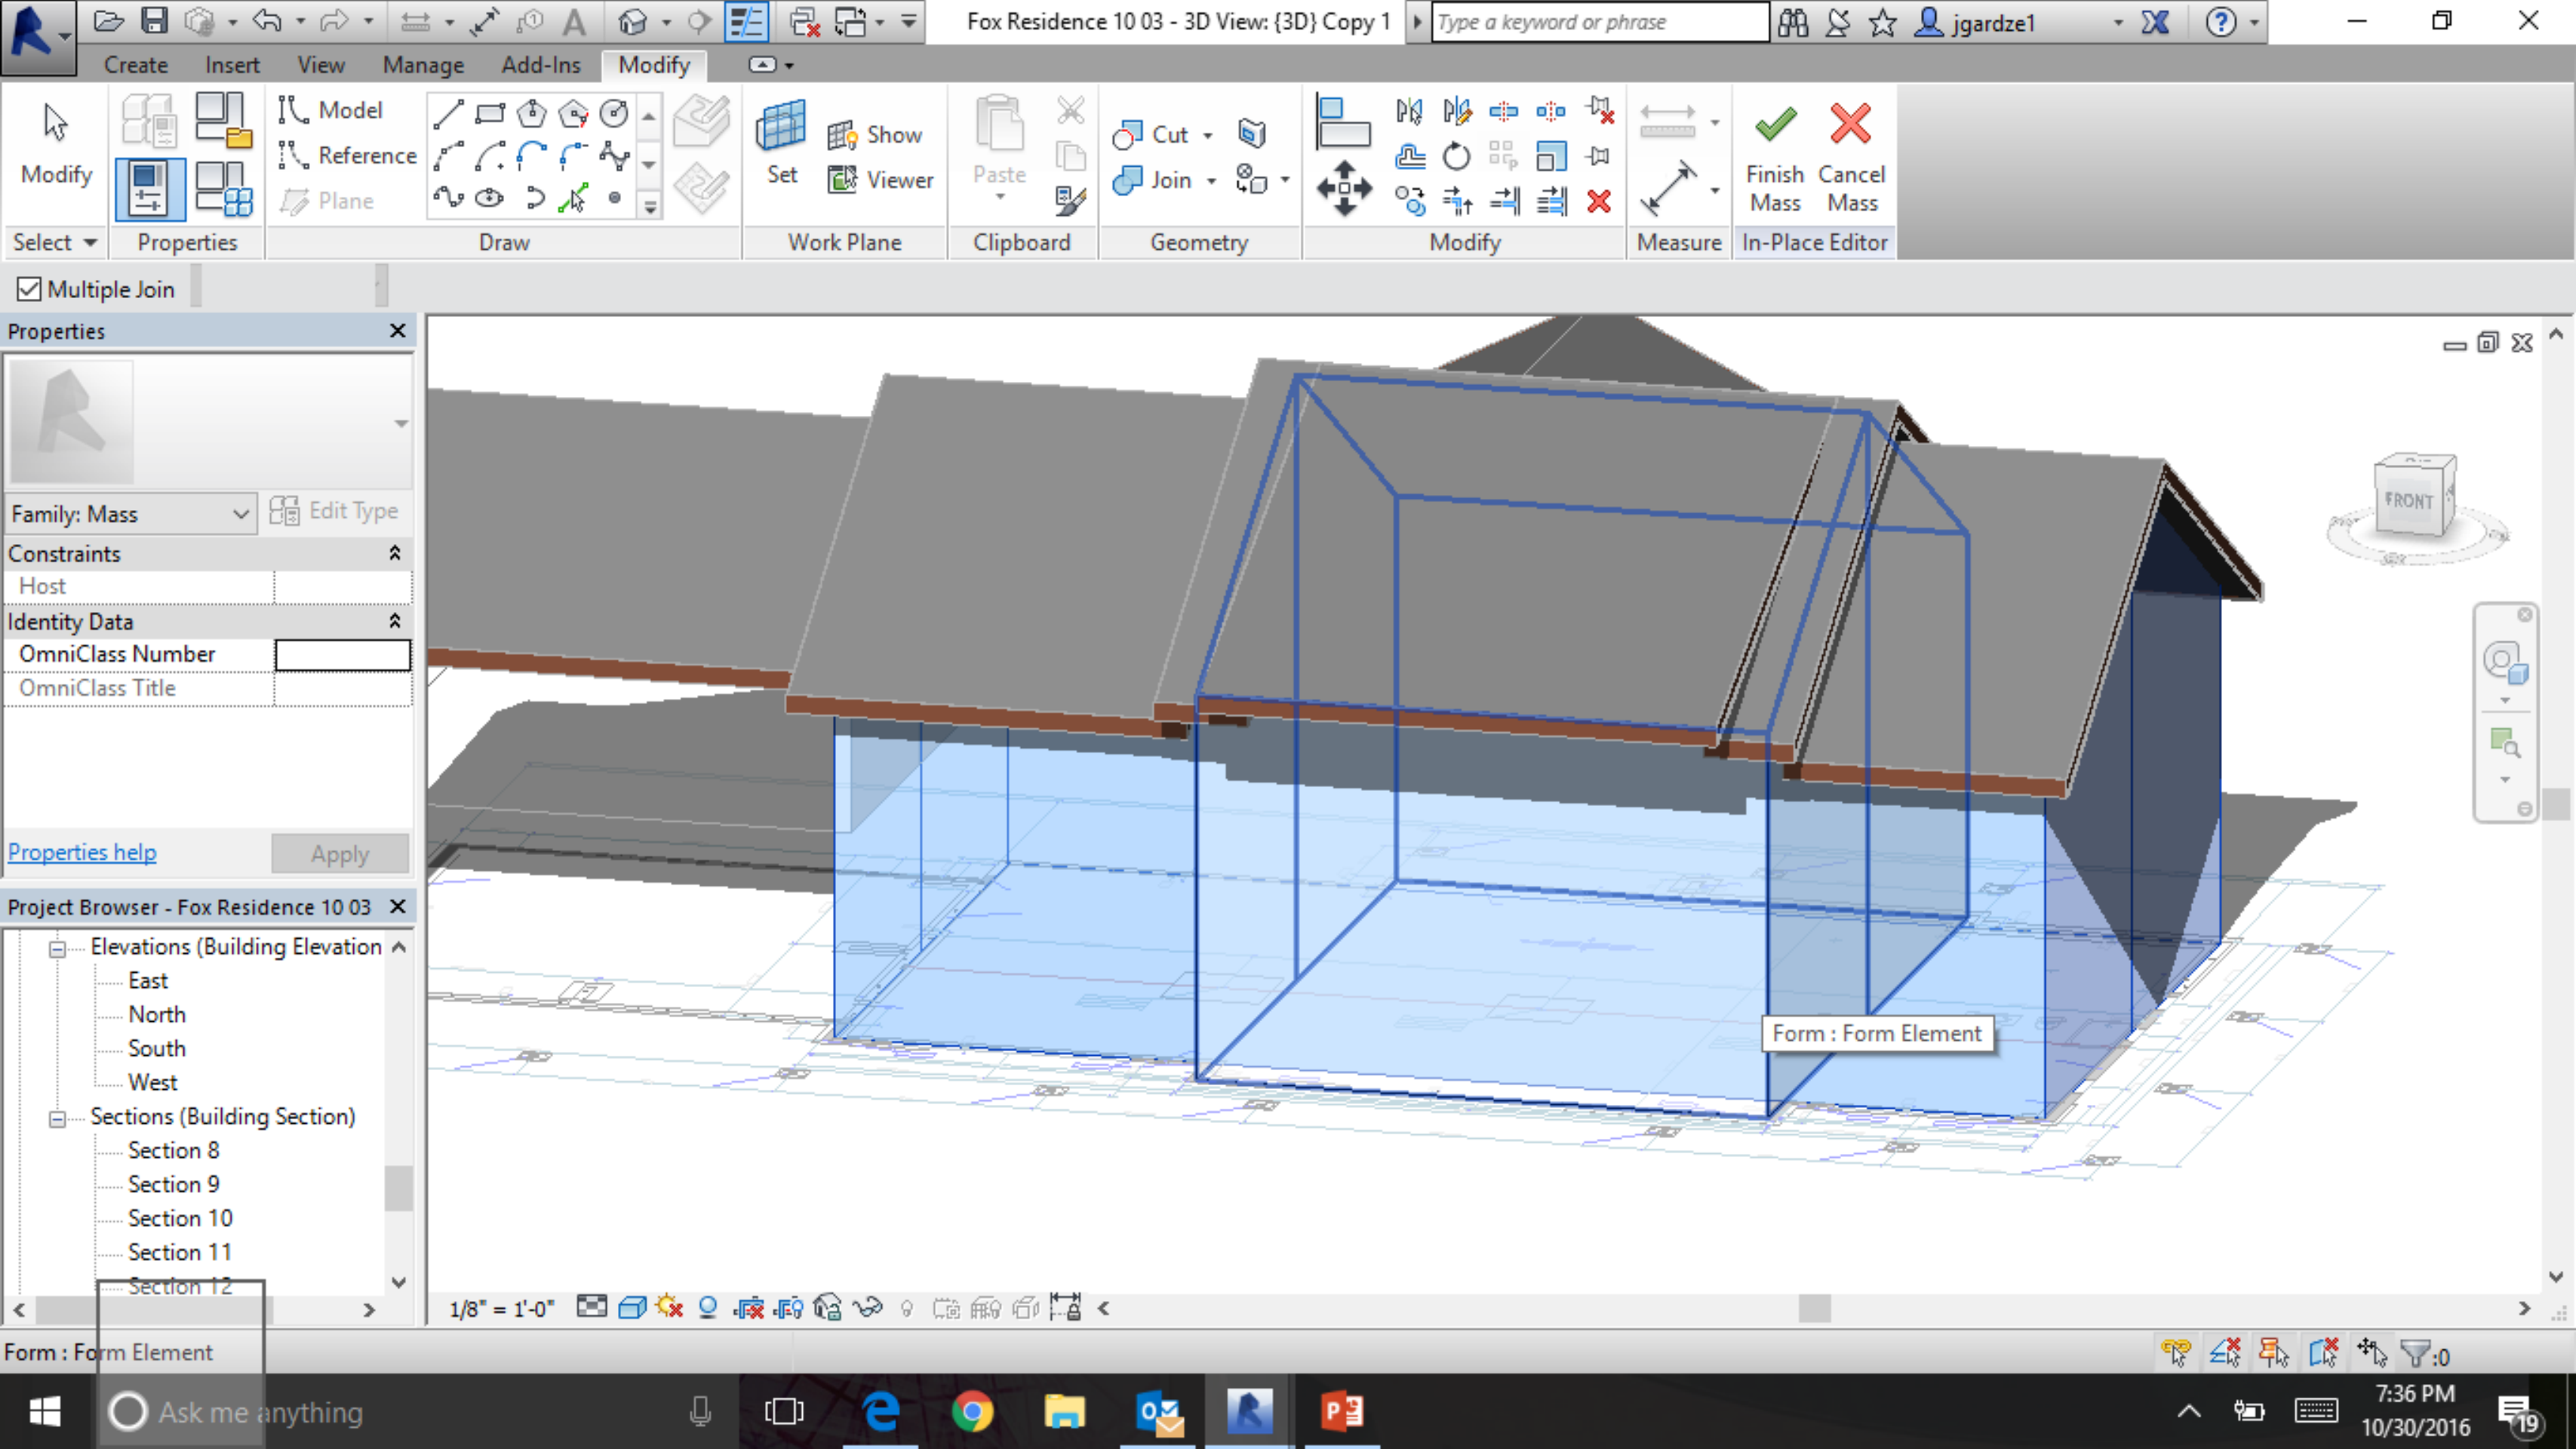 Fox Residence 10 03 - 3D View: {3D} Copy 1
Type a keyword or phrase
jgardze1
Create Insert View Manage Add-Ins Modify
Modify
Model
Reference
Plane
Set
Show
Viewer
Paste
Cut
Join
Finish Mass
Cancel Mass
Select Properties Draw Work Plane Clipboard Geometry Modify Measure In-Place Editor
Multiple Join
Properties
Family: Mass
Edit Type
Constraints
Host
Identity Data
OmniClass Number
OmniClass Title
Properties help
Apply
Project Browser - Fox Residence 10 03
Elevations (Building Elevation
East
North
South
West
Sections (Building Section)
Section 8
Section 9
Section 10
Section 11
Section 12
FRONT
Form : Form Element
1/8" = 1'-0"
Form : Form Element
:0
Ask me anything
7:36 PM
10/30/2016
19